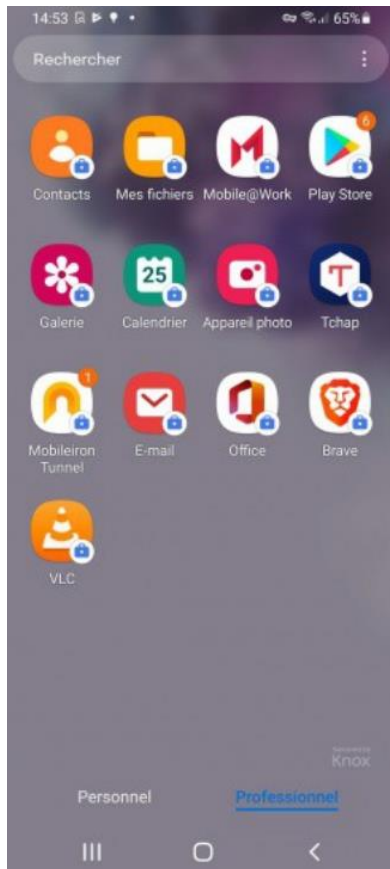 14:53
65%
Rechercher
6
Contacts
Mes fichiers
Mobile@Work
Play Store
25
Galerie
Calendrier
Appareil photo
Tchap
1
Mobileiron
Tunnel
E-mail
Office
Brave
VLC
Knox
Personnel
Professionnel